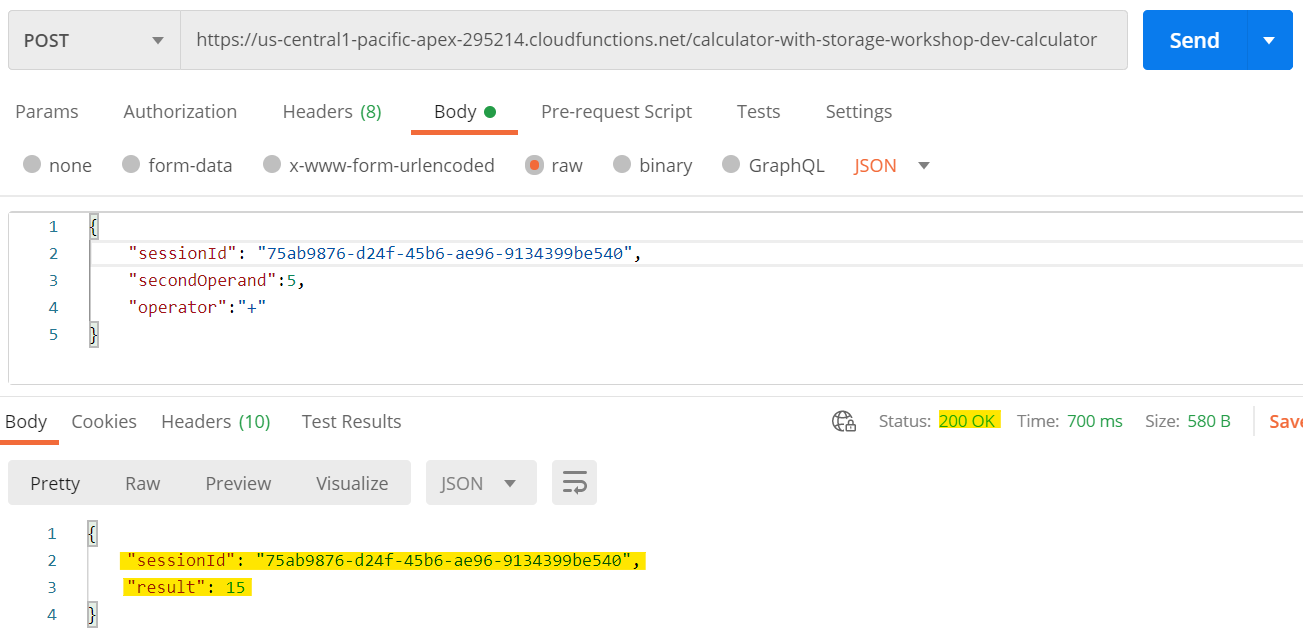 POST https://us-central1-pacific-apex-295214.cloudfunctions.net/calculator-with-storage-workshop-dev-calculator Send
Params Authorization Headers (8) Body Pre-request Script Tests Settings
none form-data x-www-form-urlencoded raw binary GraphQL JSON
1 {
2 "sessionId": "75ab9876-d24f-45b6-ae96-9134399be540",
3 "secondOperand":5,
4 "operator":"+"
5 }
Body Cookies Headers (10) Test Results Status: 200 OK Time: 700 ms Size: 580 B Save
Pretty Raw Preview Visualize JSON
1 {
2 "sessionId": "75ab9876-d24f-45b6-ae96-9134399be540",
3 "result": 15
4 }